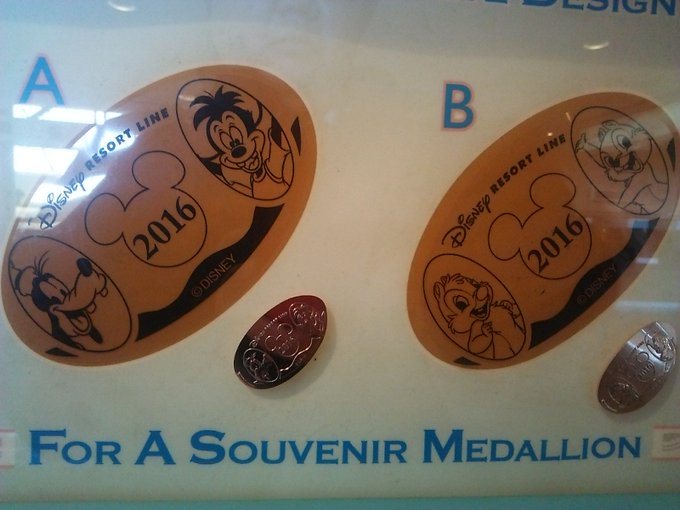 DESIGN
A
B
Disney RESORT LINE
2016
©DISNEY
Disney RESORT LINE
2016
©DISNEY
FOR A SOUVENIR MEDALLION